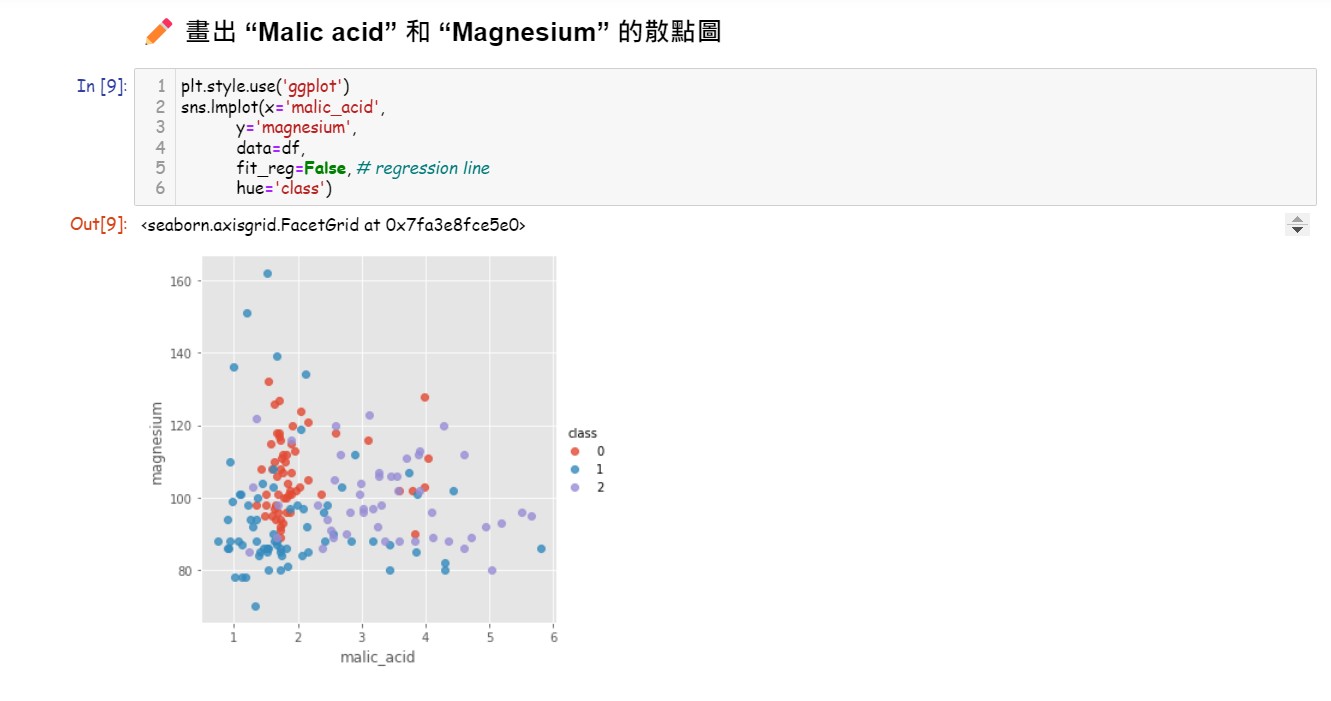 畫出 “Malic acid” 和 “Magnesium” 的散點圖
In [9]:
1 plt.style.use('ggplot')
2 sns.lmplot(x='malic_acid',
3 y='magnesium',
4 data=df,
5 fit_reg=False, # regression line
6 hue='class')
Out[9]: <seaborn.axisgrid.FacetGrid at 0x7fa3e8fce5e0>
160
140
120
100
80
magnesium
1 2 3 4 5 6
malic_acid
class
0
1
2